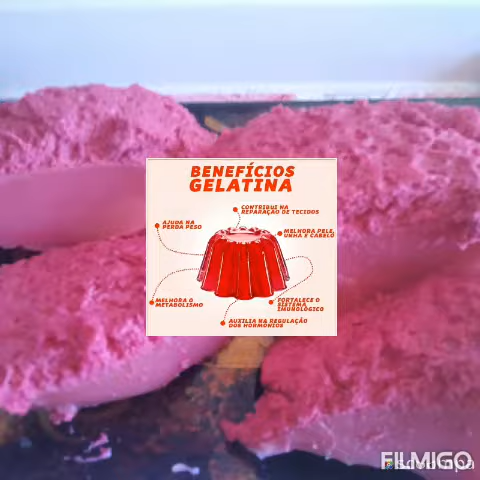 BENEFÍCIOS
GELATINA
CONTRIBUI NA
REPARAÇÃO DE TECIDOS
AJUDA NA
PERDA PESO
MELHORA PELE,
UNHA E CABELO
MELHORA O
METABOLISMO
FORTALECE O
SISTEMA
IMUNOLÓGICO
AUXILIA NA REGULAÇÃO
DOS HORMÔNIOS
FILMIGO